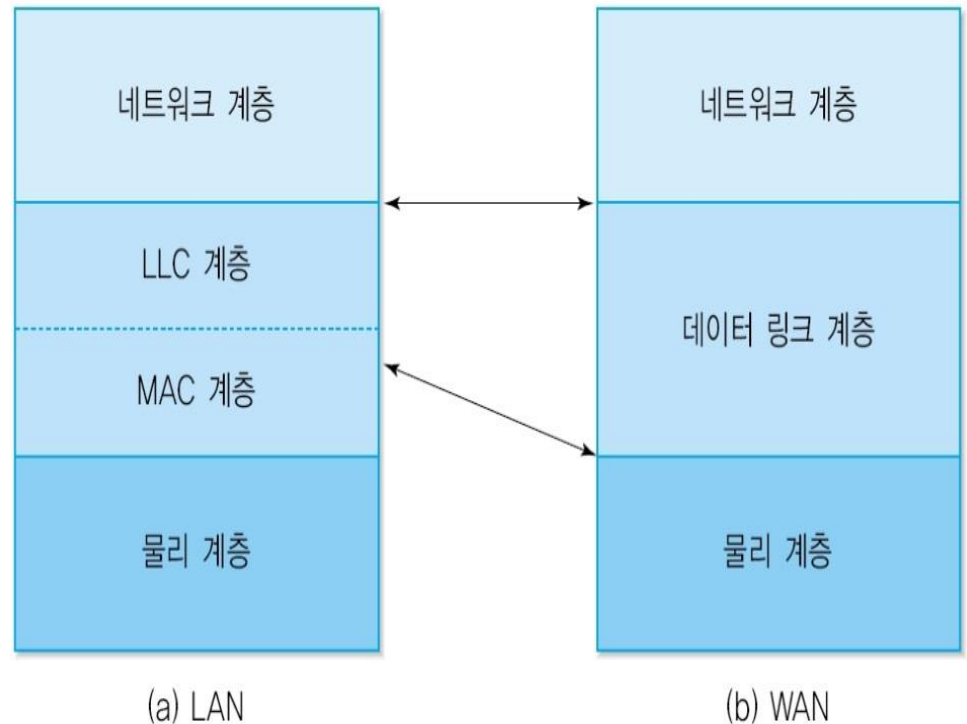 네트워크 계층
LLC 계층
MAC 계층
물리 계층
(a) LAN
네트워크 계층
데이터 링크 계층
물리 계층
(b) WAN